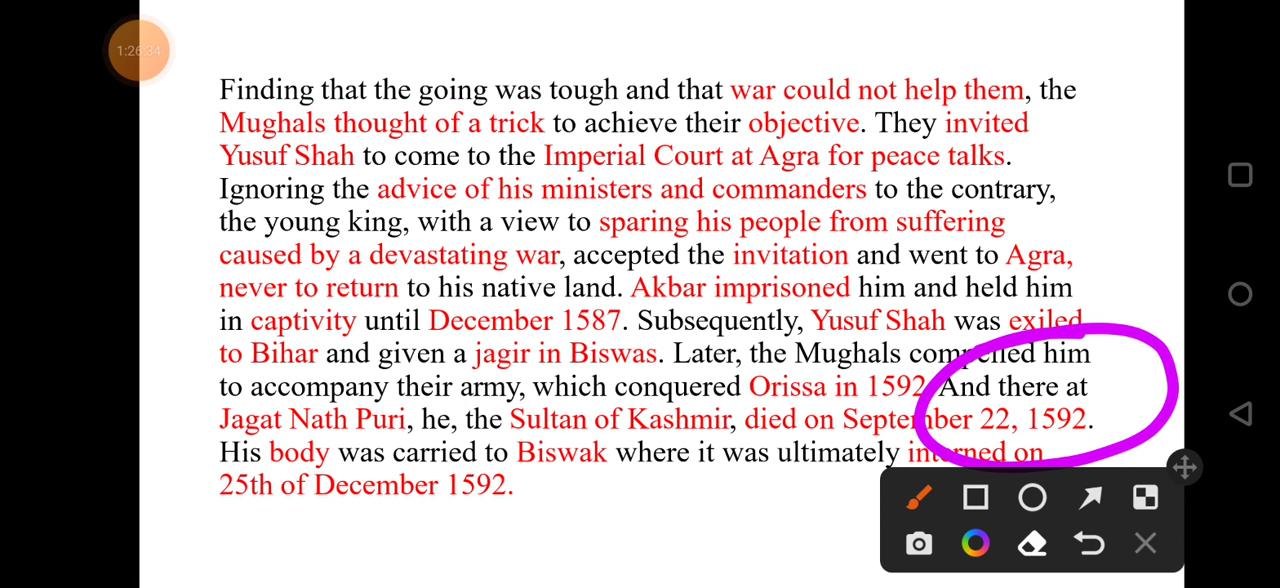 1:26:34
Finding that the going was tough and that war could not help them, the
Mughals thought of a trick to achieve their objective. They invited
Yusuf Shah to come to the Imperial Court at Agra for peace talks.
Ignoring the advice of his ministers and commanders to the contrary,
the young king, with a view to sparing his people from suffering
caused by a devastating war, accepted the invitation and went to Agra,
never to return to his native land. Akbar imprisoned him and held him
in captivity until December 1587. Subsequently, Yusuf Shah was exiled
to Bihar and given a jagir in Biswas. Later, the Mughals compelled him
to accompany their army, which conquered Orissa in 1592. And there at
Jagat Nath Puri, he, the Sultan of Kashmir, died on September 22, 1592.
His body was carried to Biswak where it was ultimately interned on
25th of December 1592.